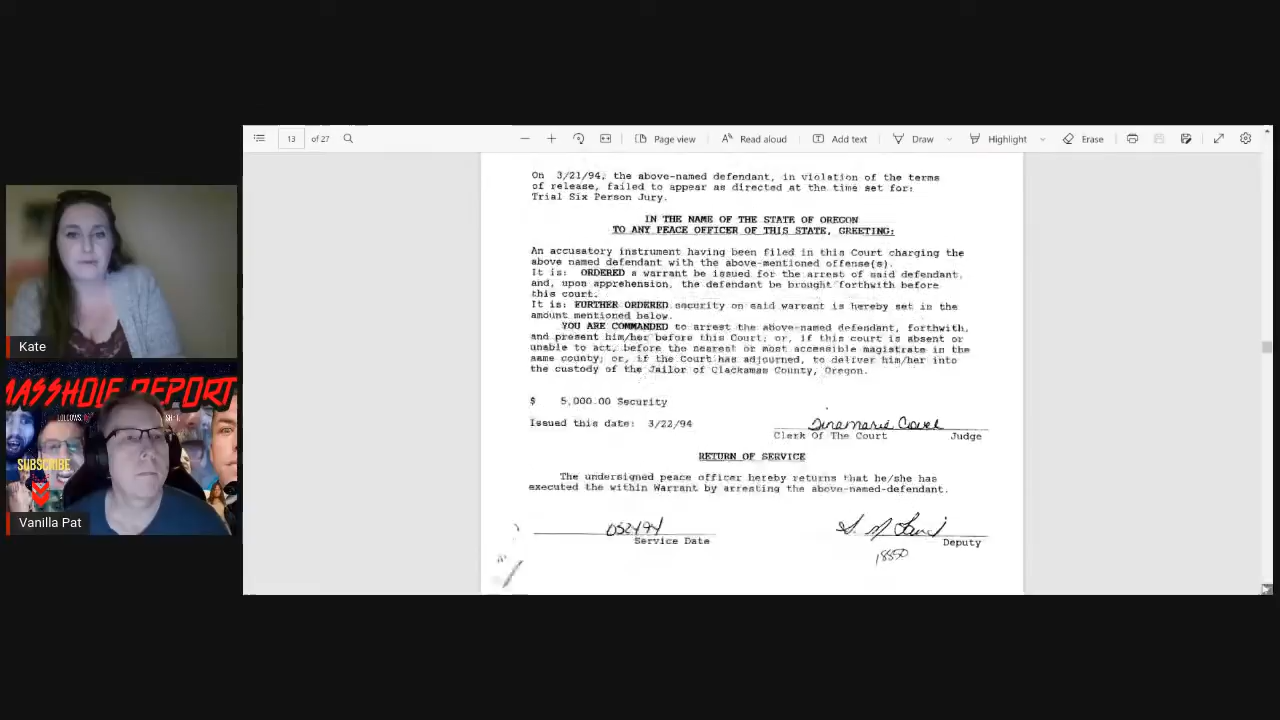 13 of 27
Page view
Read aloud
Add text
Draw
Highlight
Erase
On 3/21/94, the above-named defendant, in violation of the terms
of release, failed to appear as directed at the time set for:
Trial Six Person Jury.
IN THE NAME OF THE STATE OF OREGON
TO ANY PEACE OFFICER OF THIS STATE, GREETING:
An accusatory instrument having been filed in this Court charging the
above named defendant with the above-mentioned offense(s).
It is: ORDERED a warrant be issued for the arrest of said defendant,
and, upon apprehension, the defendant be brought forthwith before
this court.
It is: FURTHER ORDERED security on said warrant is hereby set in the
amount mentioned below.
YOU ARE COMMANDED to arrest the above-named defendant, forthwith,
and present him/her before this Court; or, if this court is absent or
unable to act, before the nearest or most accessible magistrate in the
same county; or, if the Court has adjourned, to deliver him/her into
the custody of the Jailor of Clackamas County, Oregon.
$ 5,000.00 Security
Issued this date: 3/22/94
Clerk Of The Court Judge
RETURN OF SERVICE
The undersigned peace officer hereby returns that he/she has
executed the within Warrant by arresting the above-named-defendant.
052494
Service Date
Deputy
18550
Kate
MASSHOLE REPORT
LOLCOWS
SUBSCRIBE
Vanilla Pat